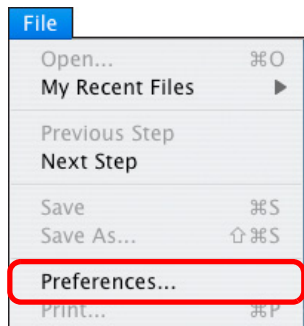 File
Open... ⌘O
My Recent Files ▶
Previous Step
Next Step
Save ⌘S
Save As... ⇧⌘S
Preferences...
Print... ⌘P